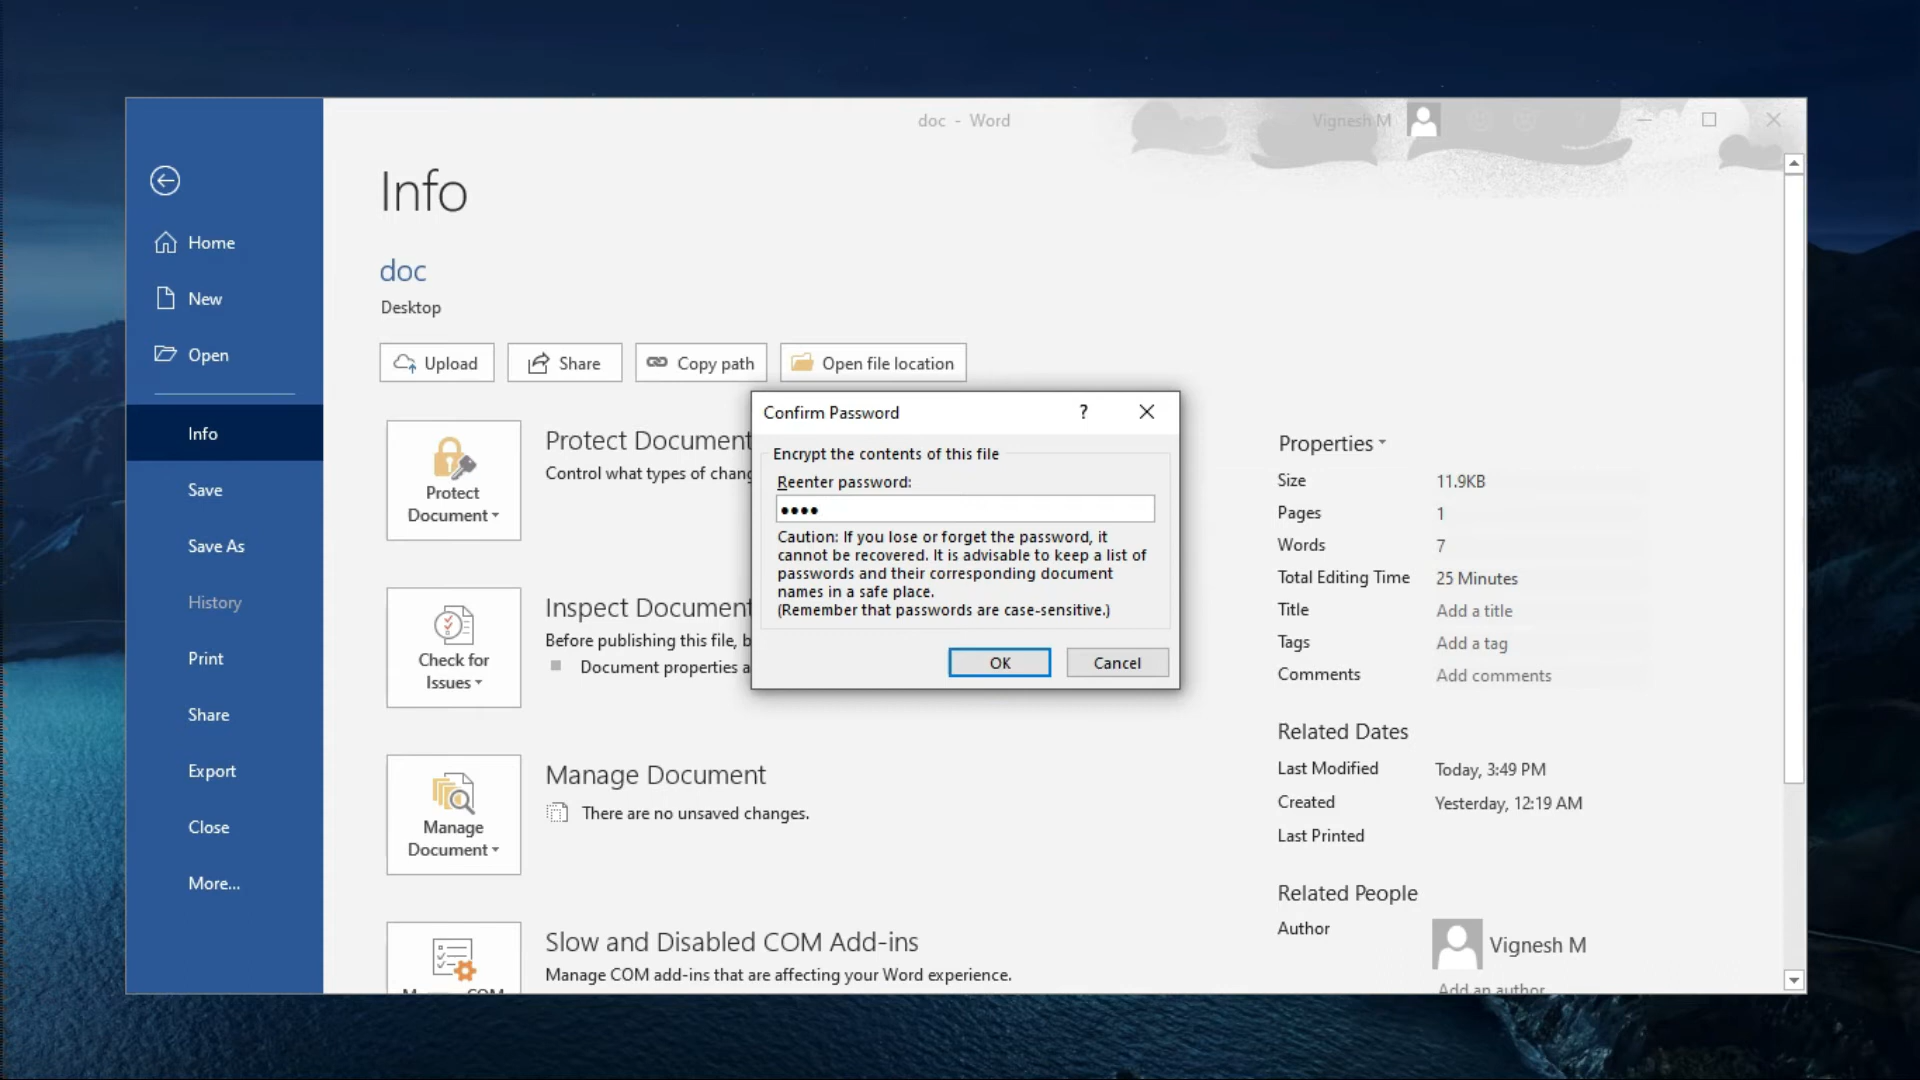 doc - Word
Vignesh M
Home
New
Open
Info
Save
Save As
History
Print
Share
Export
Close
More...
Info
doc
Desktop
Upload
Share
Copy path
Open file location
Protect
Document
Protect Document
Control what types of chang
Check for
Issues
Inspect Document
Before publishing this file, b
Document properties a
Manage
Document
Manage Document
There are no unsaved changes.
Slow and Disabled COM Add-ins
Manage COM add-ins that are affecting your Word experience.
Confirm Password
?
Encrypt the contents of this file
Reenter password:
Caution: If you lose or forget the password, it
cannot be recovered. It is advisable to keep a list of
passwords and their corresponding document
names in a safe place.
(Remember that passwords are case-sensitive.)
OK
Cancel
Properties
Size 11.9KB
Pages 1
Words 7
Total Editing Time 25 Minutes
Title Add a title
Tags Add a tag
Comments Add comments
Related Dates
Last Modified Today, 3:49 PM
Created Yesterday, 12:19 AM
Last Printed
Related People
Author
Vignesh M
Add an author